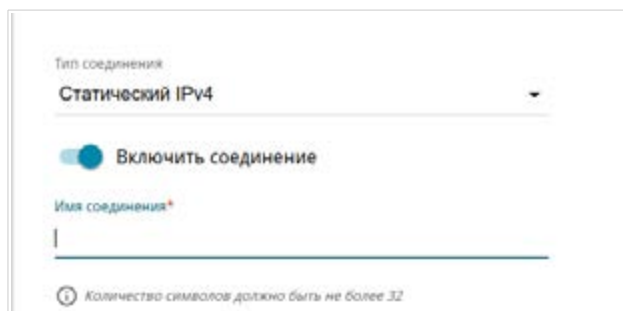 Тип соединения
Статический IPv4
Включить соединение
Имя соединения*
Количество символов должно быть не более 32